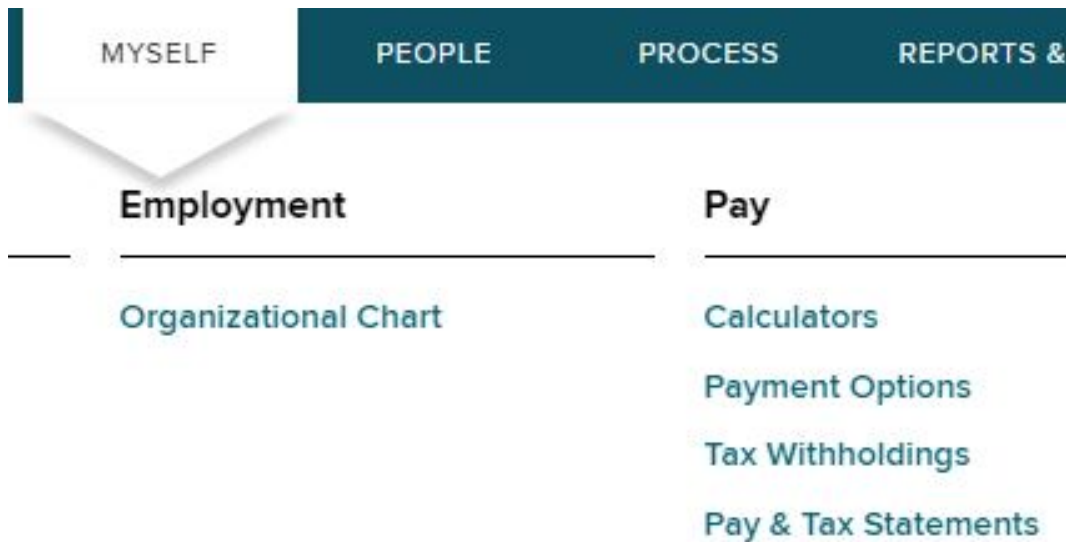 MYSELF PEOPLE PROCESS REPORTS &
Employment Pay
Organizational Chart Calculators
Payment Options
Tax Withholdings
Pay & Tax Statements